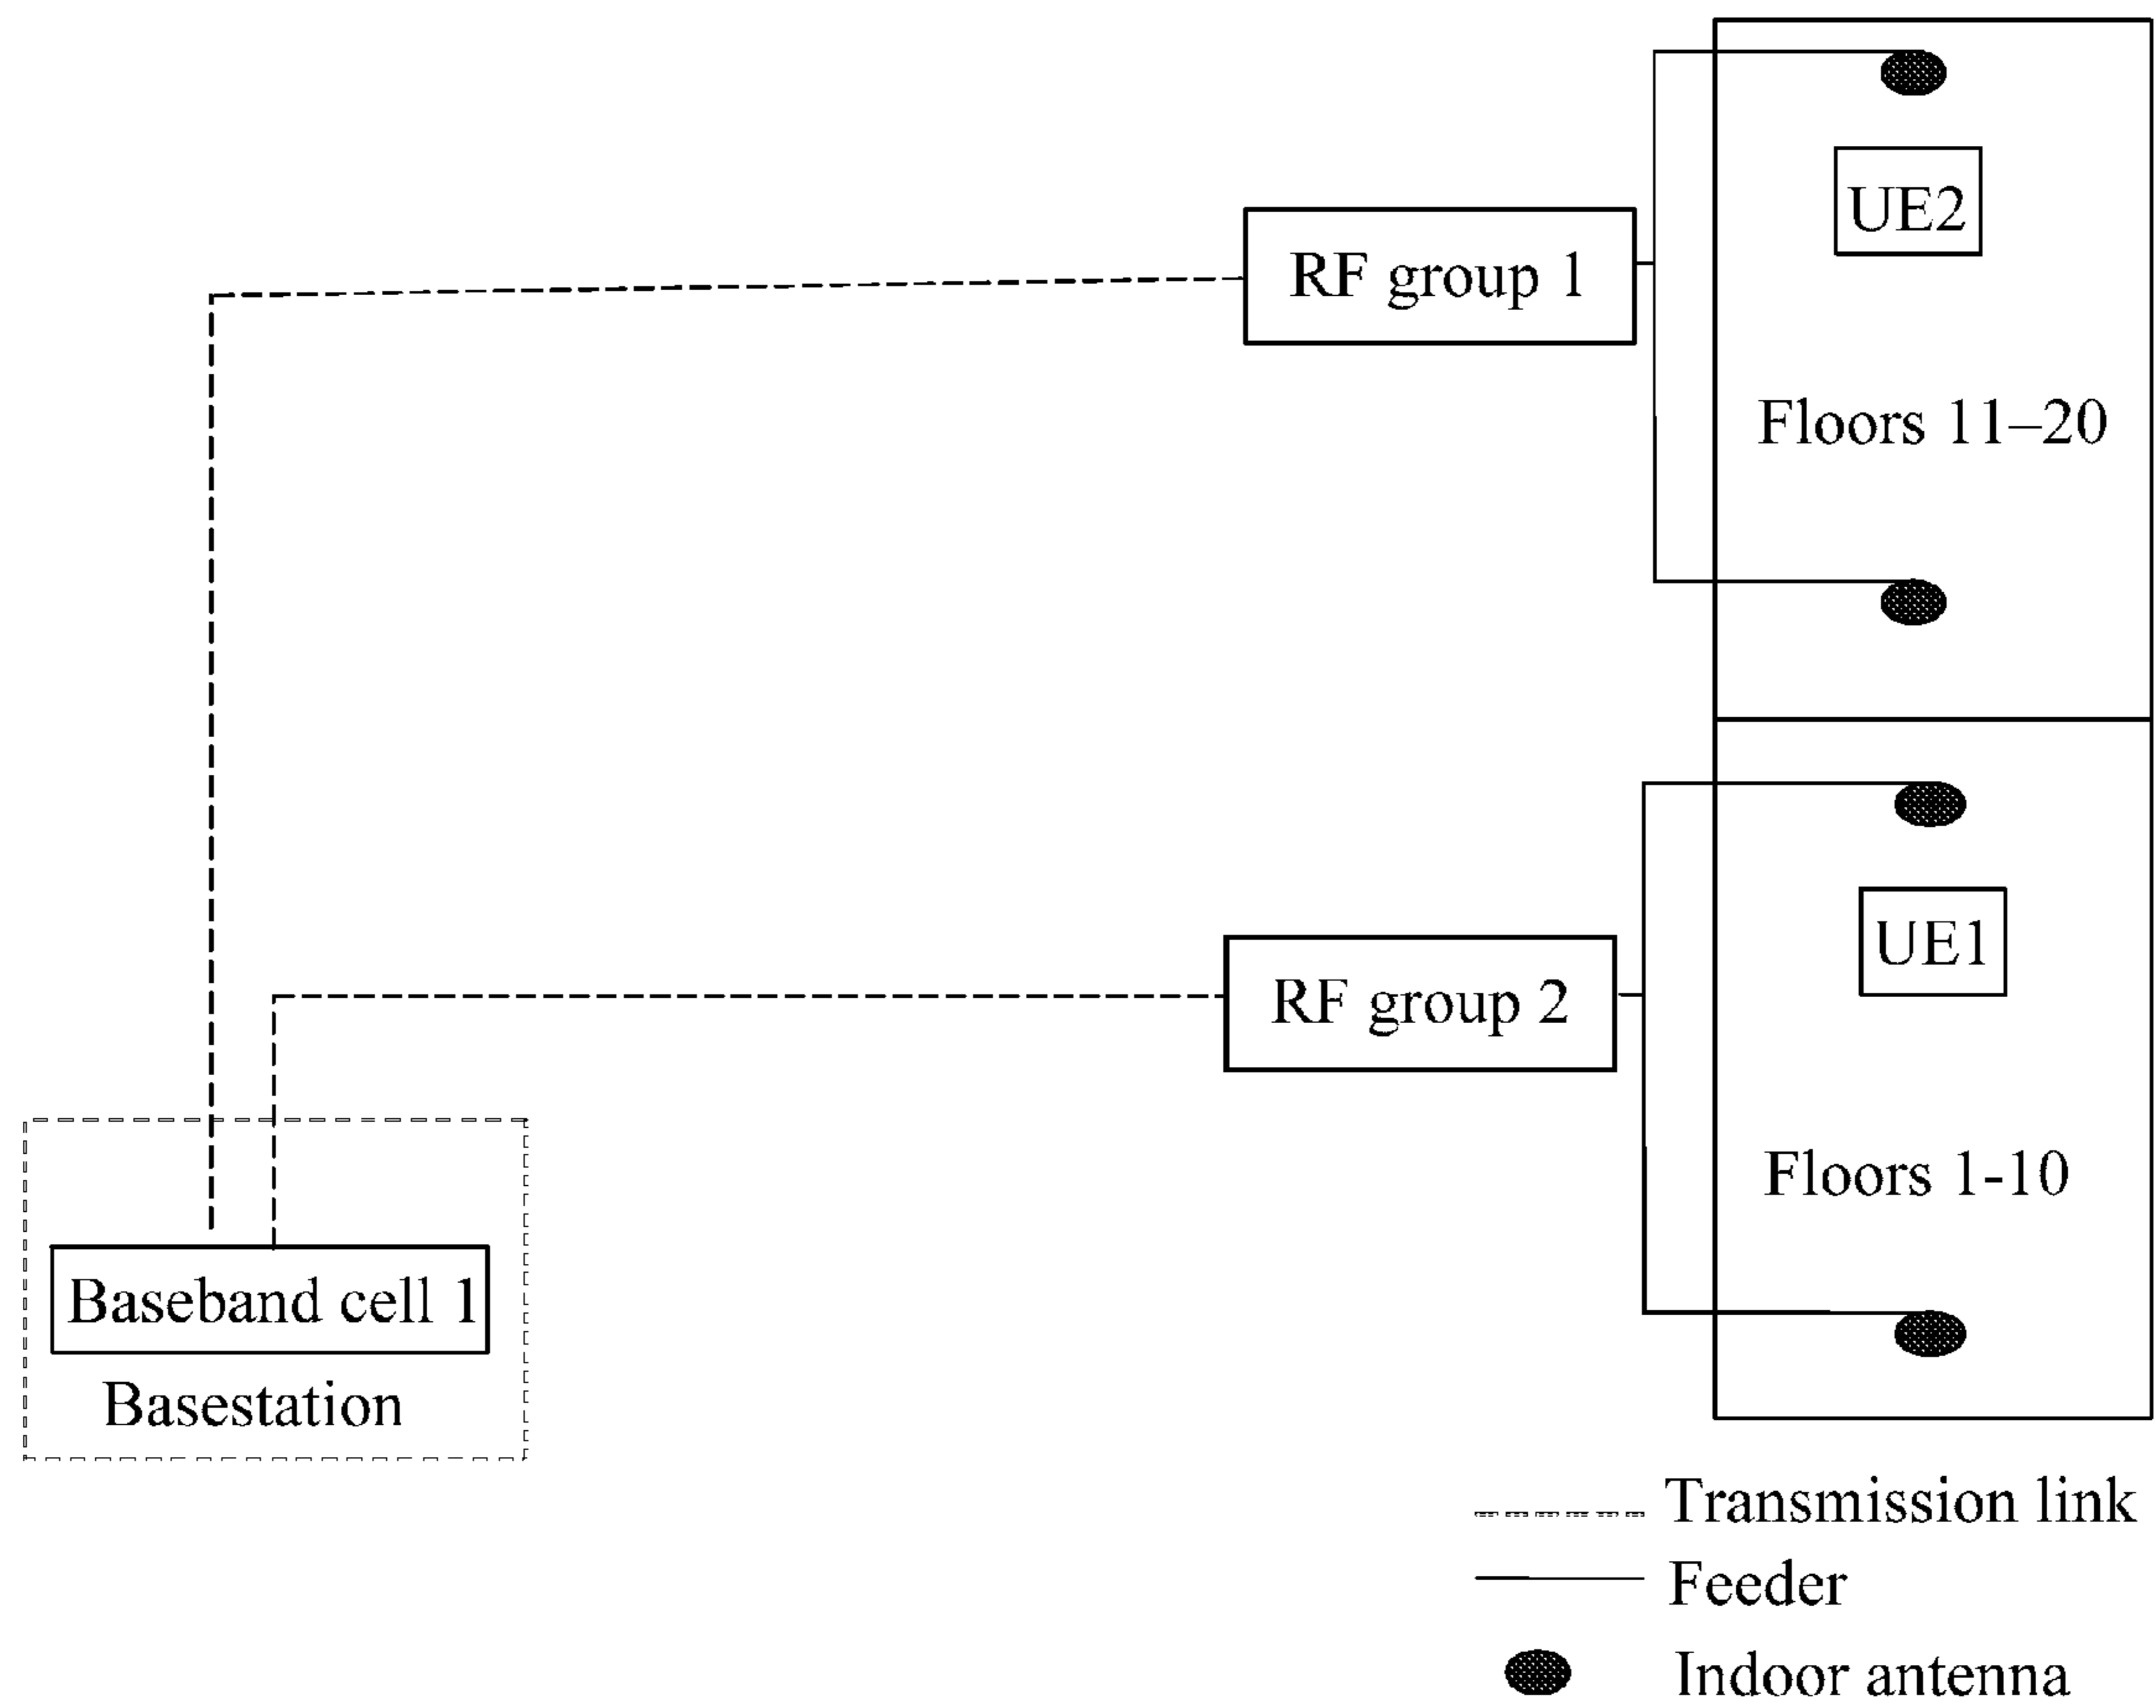 UE2
RF group 1
Floors 11–20
UE1
RF group 2
Floors 1-10
Baseband cell 1
Basestation
Transmission link
Feeder
Indoor antenna